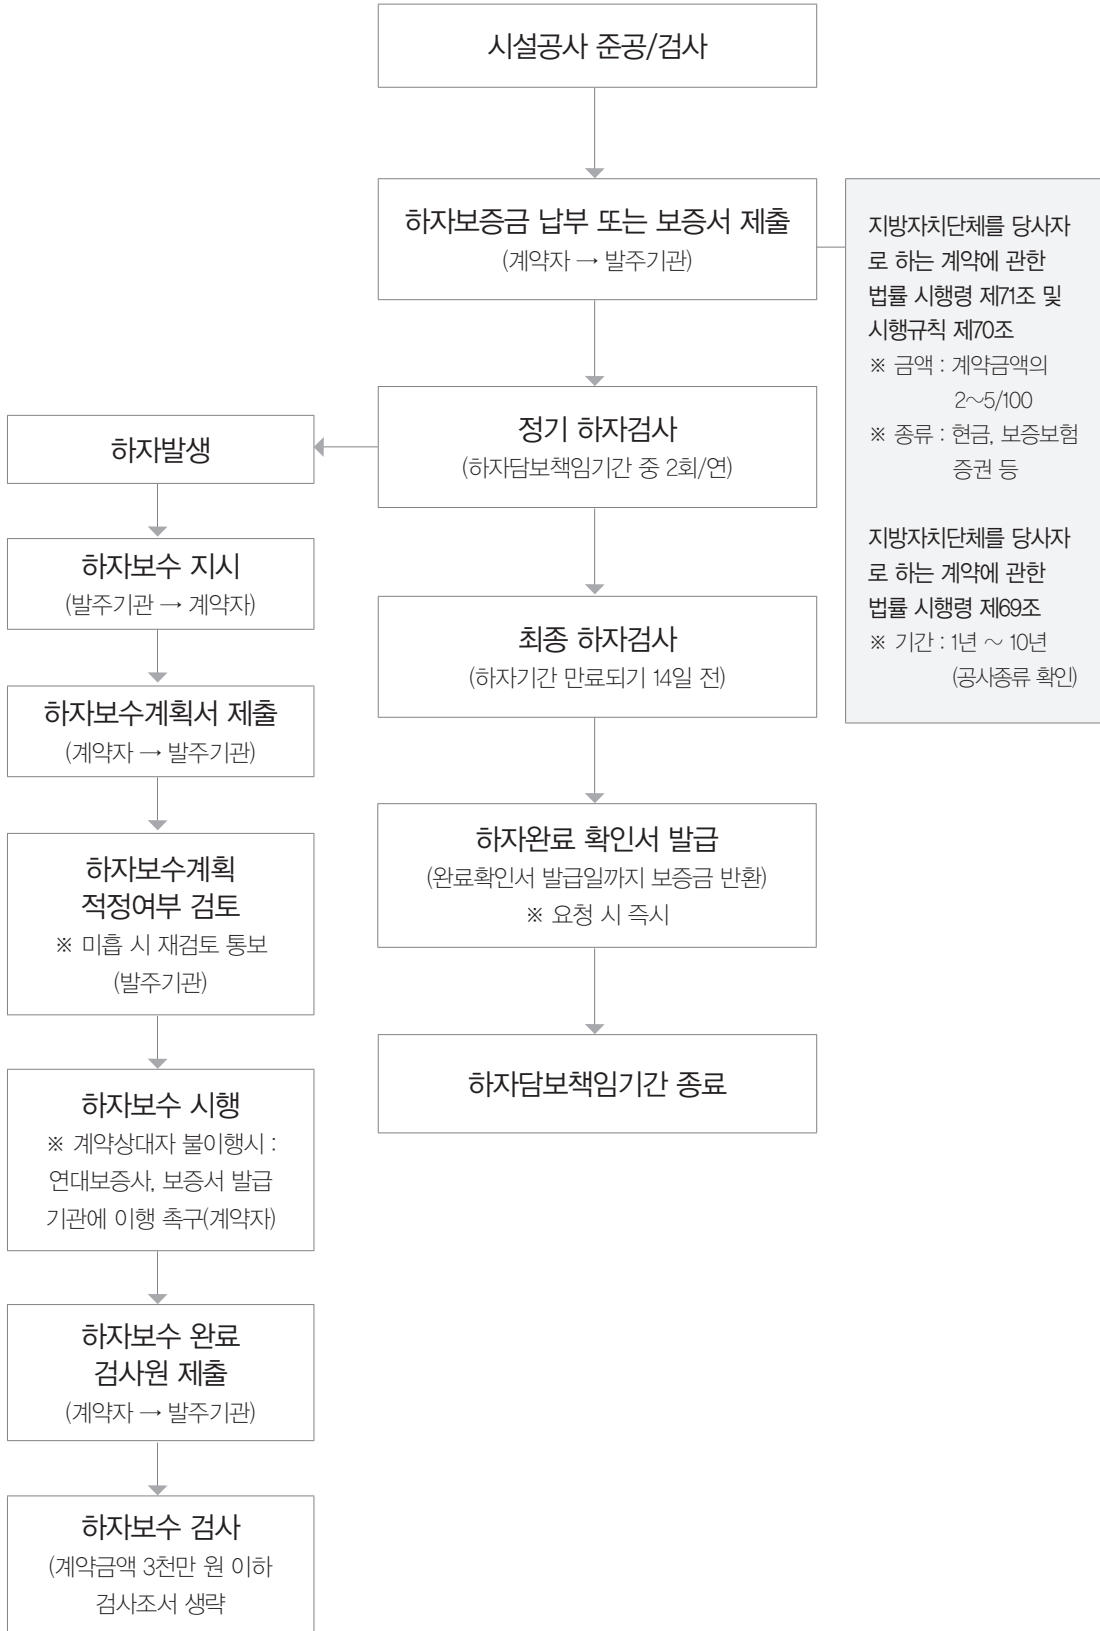 시설공사 준공/검사
하자보증금 납부 또는 보증서 제출
(계약자 → 발주기관)
지방자치단체를 당사자
로 하는 계약에 관한
법률 시행령 제71조 및
시행규칙 제70조
※ 금액 : 계약금액의
2～5/100
※ 종류 : 현금, 보증보험
증권 등
지방자치단체를 당사자
로 하는 계약에 관한
법률 시행령 제69조
※ 기간 : 1년 ～ 10년
(공사종류 확인)
정기 하자검사
(하자담보책임기간 중 2회/연)
최종 하자검사
(하자기간 만료되기 14일 전)
하자완료 확인서 발급
(완료확인서 발급일까지 보증금 반환)
※ 요청 시 즉시
하자담보책임기간 종료
하자발생
하자보수 지시
(발주기관 → 계약자)
하자보수계획서 제출
(계약자 → 발주기관)
하자보수계획
적정여부 검토
※ 미흡 시 재검토 통보
(발주기관)
하자보수 시행
※ 계약상대자 불이행시 :
연대보증사, 보증서 발급
기관에 이행 촉구(계약자)
하자보수 완료
검사원 제출
(계약자 → 발주기관)
하자보수 검사
(계약금액 3천만 원 이하
검사조서 생략